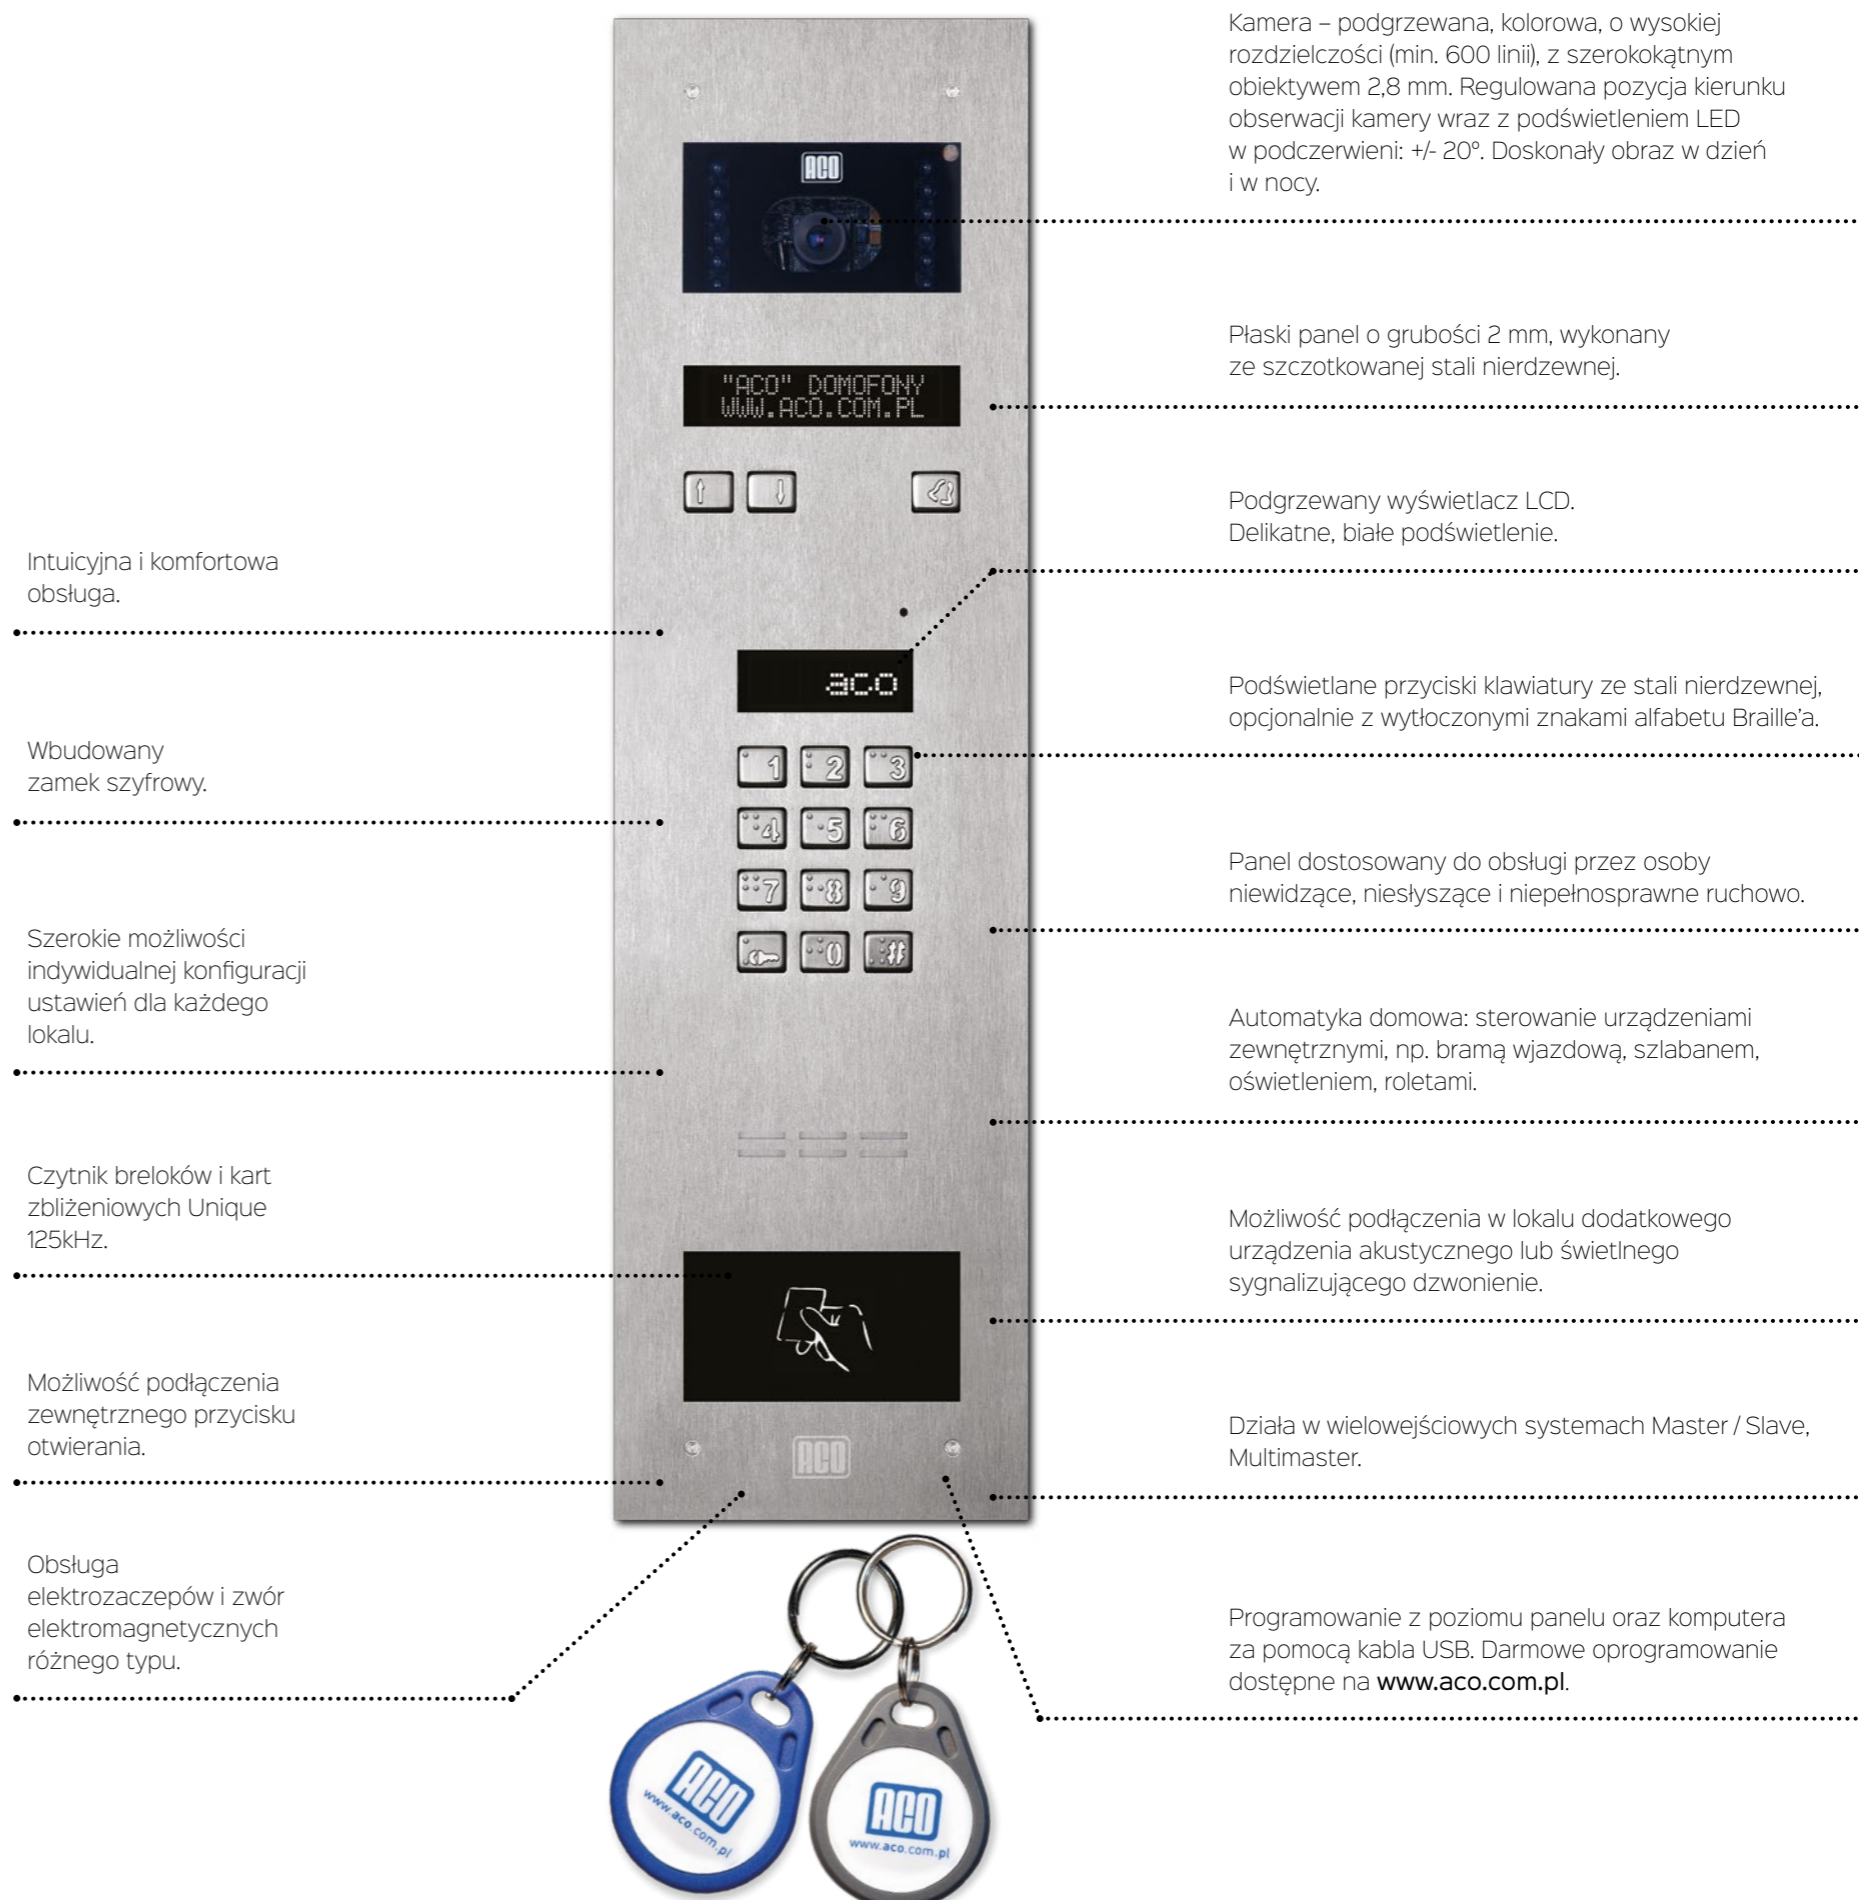 Kamera – podgrzewana, kolorowa, o wysokiej
rozdzielczości (min. 600 linii), z szerokokątnym
obiektywem 2,8 mm. Regulowana pozycja kierunku
obserwacji kamery wraz z podświetleniem LED
w podczerwieni: +/- 20°. Doskonały obraz w dzień
i w nocy.
Płaski panel o grubości 2 mm, wykonany
ze szczotkowanej stali nierdzewnej.
Podgrzewany wyświetlacz LCD.
Delikatne, białe podświetlenie.
Podświetlane przyciski klawiatury ze stali nierdzewnej,
opcjonalnie z wytłoczonymi znakami alfabetu Braille’a.
Panel dostosowany do obsługi przez osoby
niewidzące, niesłyszące i niepełnosprawne ruchowo.
Automatyka domowa: sterowanie urządzeniami
zewnętrznymi, np. bramą wjazdową, szlabanem,
oświetleniem, roletami.
Możliwość podłączenia w lokalu dodatkowego
urządzenia akustycznego lub świetlnego
sygnalizującego dzwonienie.
Działa w wielowejściowych systemach Master / Slave,
Multimaster.
Programowanie z poziomu panelu oraz komputera
za pomocą kabla USB. Darmowe oprogramowanie
dostępne na www.aco.com.pl.
Intuicyjna i komfortowa
obsługa.
Wbudowany
zamek szyfrowy.
Szerokie możliwości
indywidualnej konfiguracji
ustawień dla każdego
lokalu.
Czytnik breloków i kart
zbliżeniowych Unique
125kHz.
Możliwość podłączenia
zewnętrznego przycisku
otwierania.
Obsługa
elektrozaczepów i zwór
elektromagnetycznych
różnego typu.
ACO
"ACO" DOMOFONY
WWW.ACO.COM.PL
aco
1 2 3
4 5 6
7 8 9
0 #
ACO
ACO
www.aco.com.pl
ACO
www.aco.com.pl